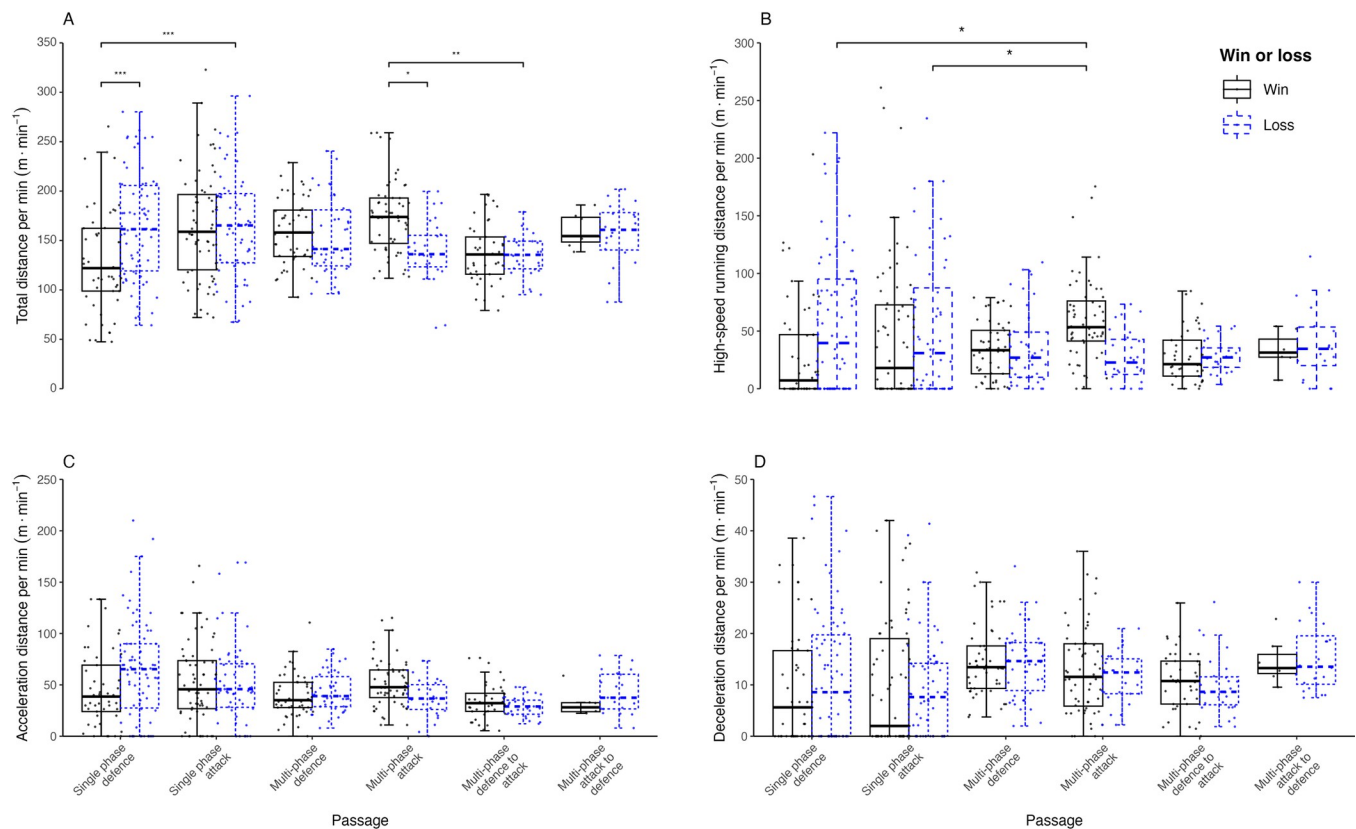 A
***
***
**
*
350
300
250
200
150
100
50
0
Total distance per min (m · min⁻¹)
B
*
*
300
250
200
150
100
50
0
High-speed running distance per min (m · min⁻¹)
Win or loss
Win
Loss
C
250
200
150
100
50
0
Acceleration distance per min (m · min⁻¹)
Single phase
defence
Single phase
attack
Multi-phase
defence
Multi-phase
attack
Multi-phase
defence to
attack
Multi-phase
attack to
defence
Passage
D
50
40
30
20
10
0
Deceleration distance per min (m · min⁻¹)
Single phase
defence
Single phase
attack
Multi-phase
defence
Multi-phase
attack
Multi-phase
defence to
attack
Multi-phase
attack to
defence
Passage